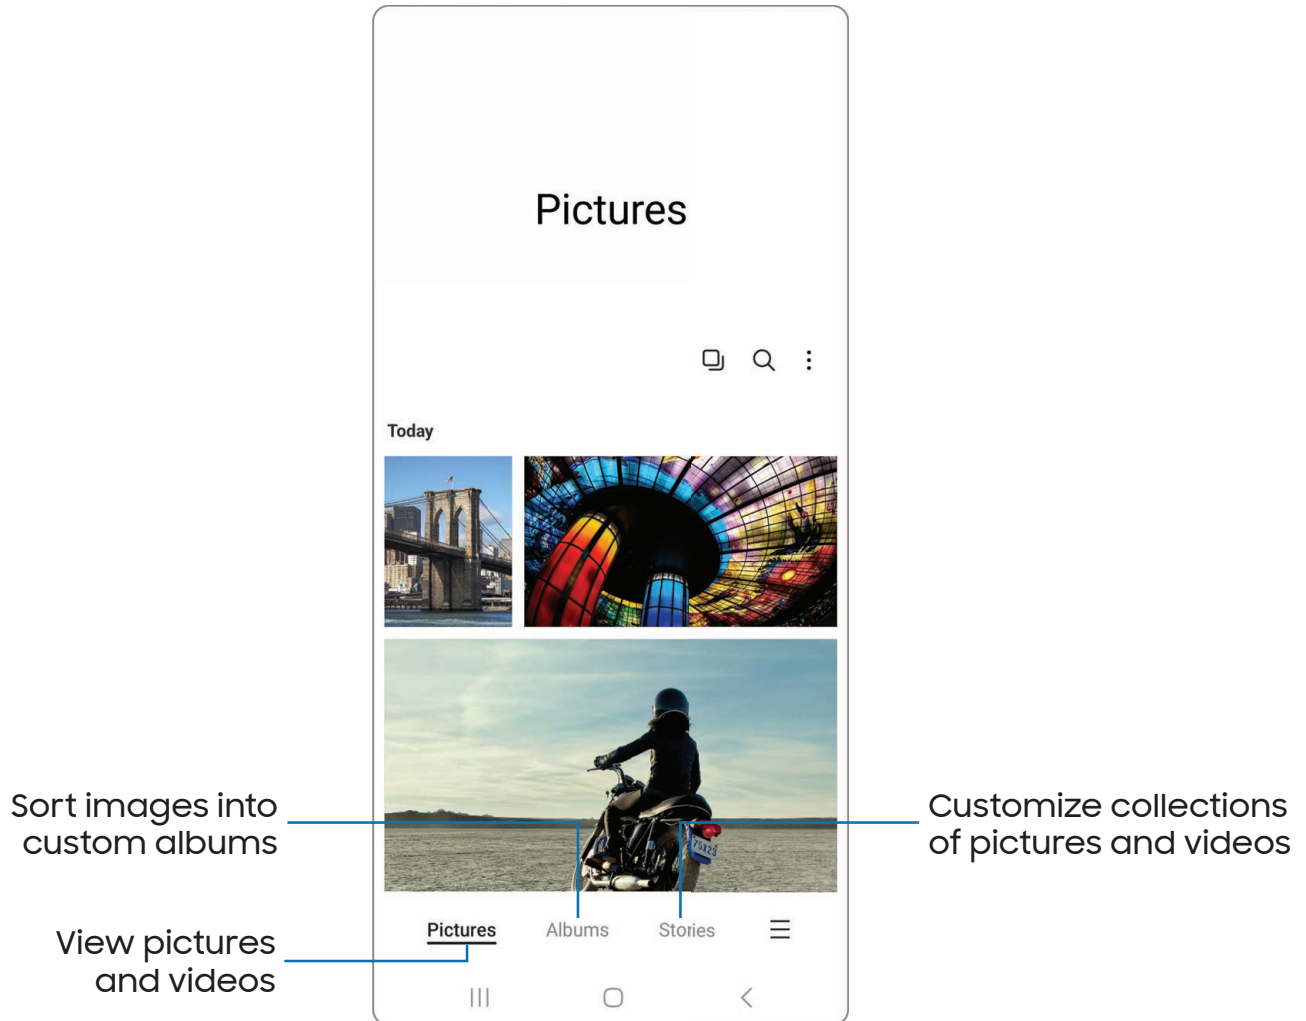 Pictures
Today
Sort images into
custom albums
Customize collections
of pictures and videos
Pictures
Albums
Stories
View pictures
and videos